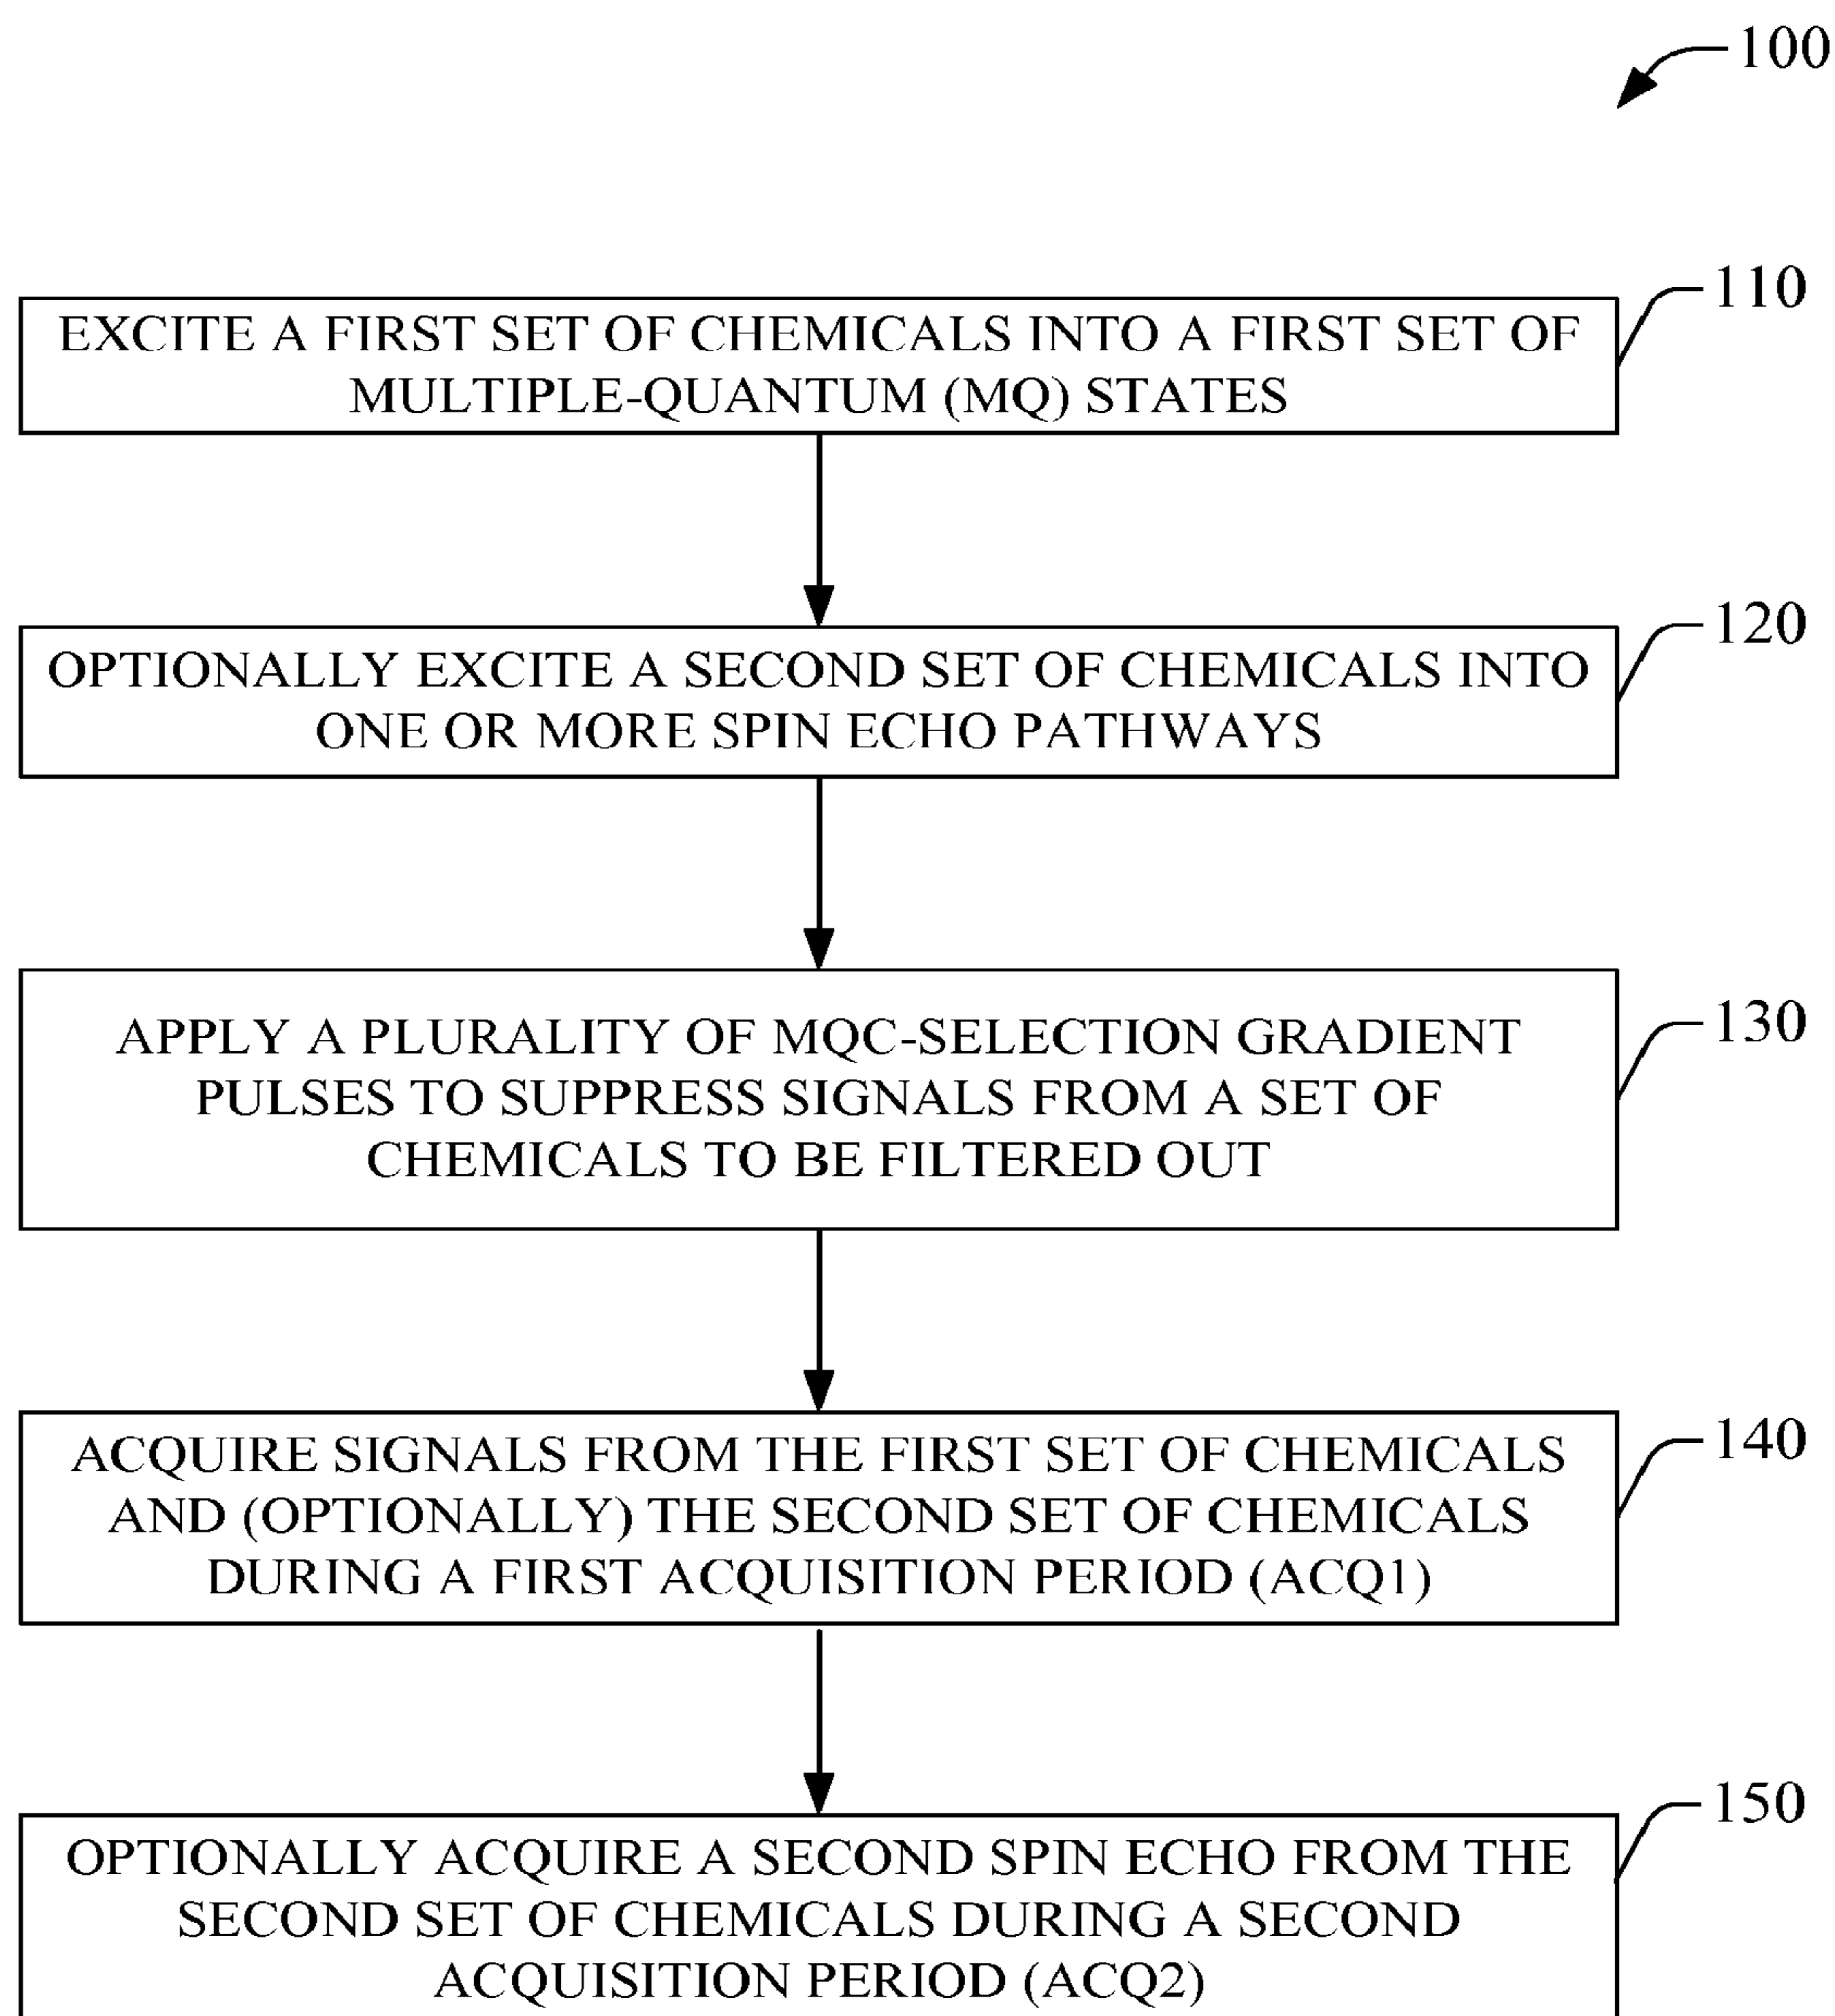 100
110
EXCITE A FIRST SET OF CHEMICALS INTO A FIRST SET OF
MULTIPLE-QUANTUM (MQ) STATES
120
OPTIONALLY EXCITE A SECOND SET OF CHEMICALS INTO
ONE OR MORE SPIN ECHO PATHWAYS
130
APPLY A PLURALITY OF MQC-SELECTION GRADIENT
PULSES TO SUPPRESS SIGNALS FROM A SET OF
CHEMICALS TO BE FILTERED OUT
140
ACQUIRE SIGNALS FROM THE FIRST SET OF CHEMICALS
AND (OPTIONALLY) THE SECOND SET OF CHEMICALS
DURING A FIRST ACQUISITION PERIOD (ACQ1)
150
OPTIONALLY ACQUIRE A SECOND SPIN ECHO FROM THE
SECOND SET OF CHEMICALS DURING A SECOND
ACQUISITION PERIOD (ACQ2)